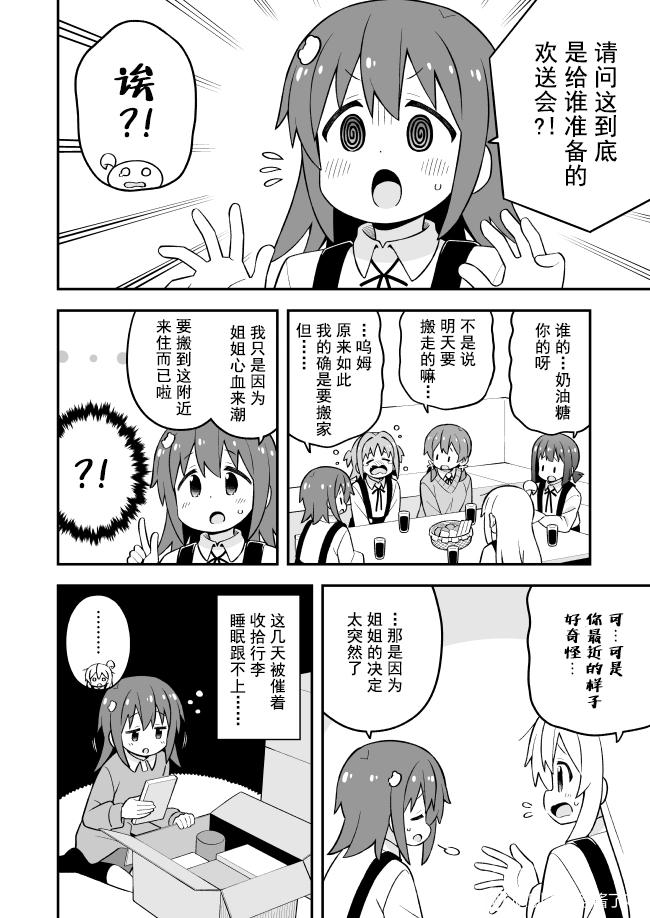 请问这到底
是给谁准备的
欢送会?!
诶
?!
谁的…奶油糖
你的呀
不是说
明天要
搬走的嘛…
…呜姆
原来如此
我的确是要搬家
但……
我只是因为
姐姐心血来潮
要搬到这附近
来住而已啦
?!
可…可是
你最近的样子
好奇怪…
…那是因为
姐姐的决定
太突然了
这几天被催着
收拾行李
睡眠跟不上……
………